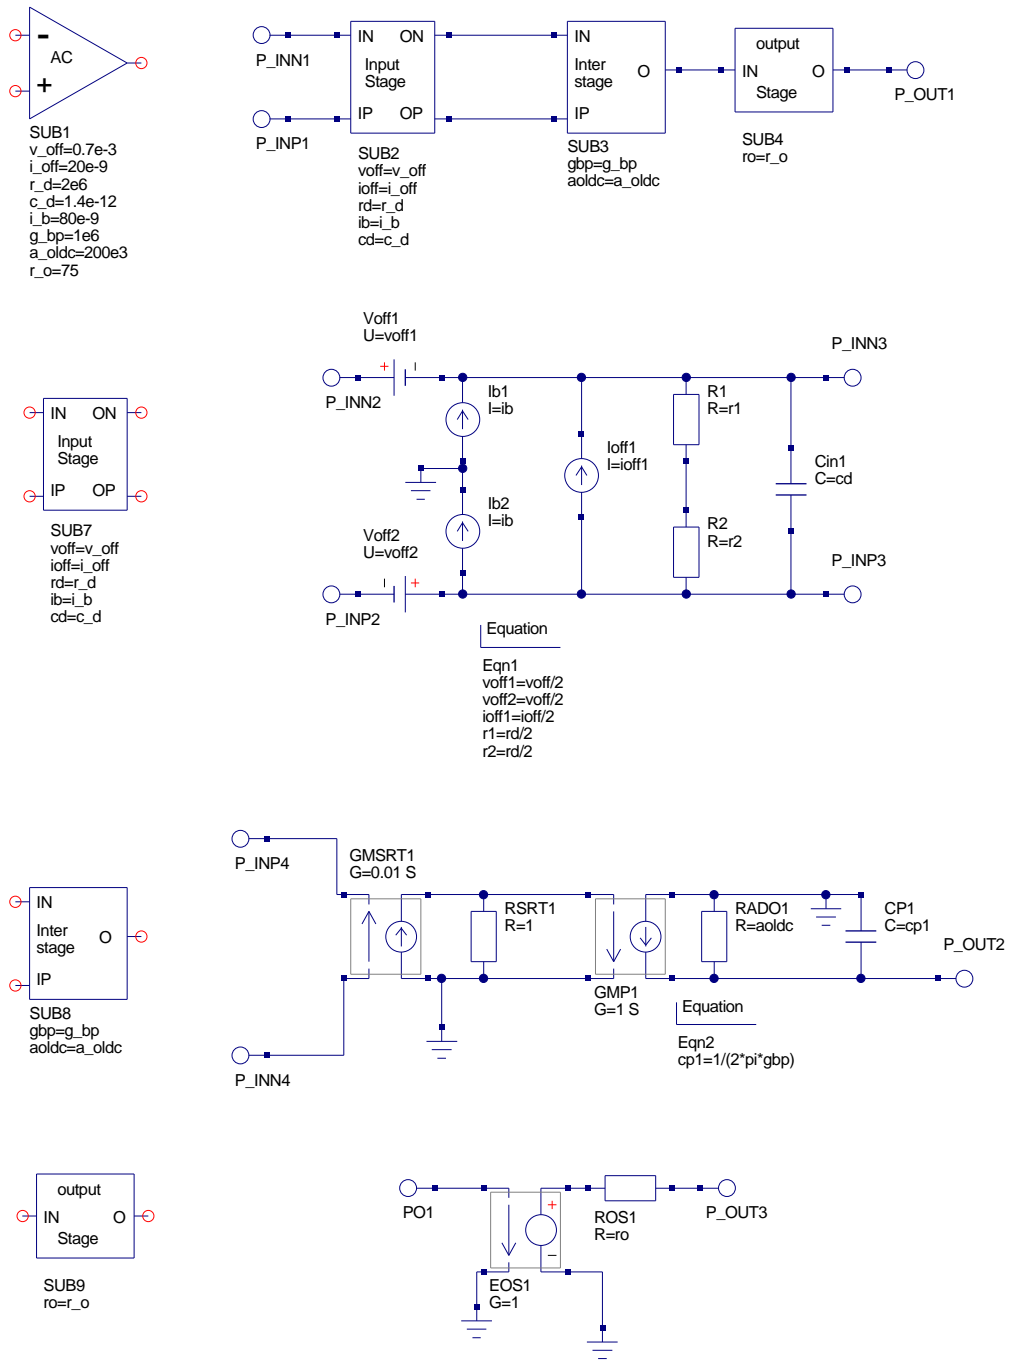 AC
SUB1
v_off=0.7e-3
i_off=20e-9
r_d=2e6
c_d=1.4e-12
i_b=80e-9
g_bp=1e6
a_oldc=200e3
r_o=75
P_INN1
P_INP1
IN ON
Input
Stage
IP OP
SUB2
voff=v_off
ioff=i_off
rd=r_d
ib=i_b
cd=c_d
IN
Inter
stage
O
IP
SUB3
gbp=g_bp
aoldc=a_oldc
output
IN O
Stage
SUB4
ro=r_o
P_OUT1
IN ON
Input
Stage
IP OP
SUB7
voff=v_off
ioff=i_off
rd=r_d
ib=i_b
cd=c_d
Voff1
U=voff1
P_INN2
Ib1
I=ib
Ib2
I=ib
Voff2
U=voff2
P_INP2
Ioff1
I=ioff1
R1
R=r1
R2
R=r2
Cin1
C=cd
P_INN3
P_INP3
Equation
Eqn1
voff1=voff/2
voff2=voff/2
ioff1=ioff/2
r1=rd/2
r2=rd/2
IN
Inter
stage
O
IP
SUB8
gbp=g_bp
aoldc=a_oldc
P_INP4
P_INN4
GMSRT1
G=0.01 S
RSRT1
R=1
GMP1
G=1 S
RADO1
R=aoldc
CP1
C=cp1
P_OUT2
Equation
Eqn2
cp1=1/(2*pi*gbp)
output
IN O
Stage
SUB9
ro=r_o
PO1
EOS1
G=1
ROS1
R=ro
P_OUT3